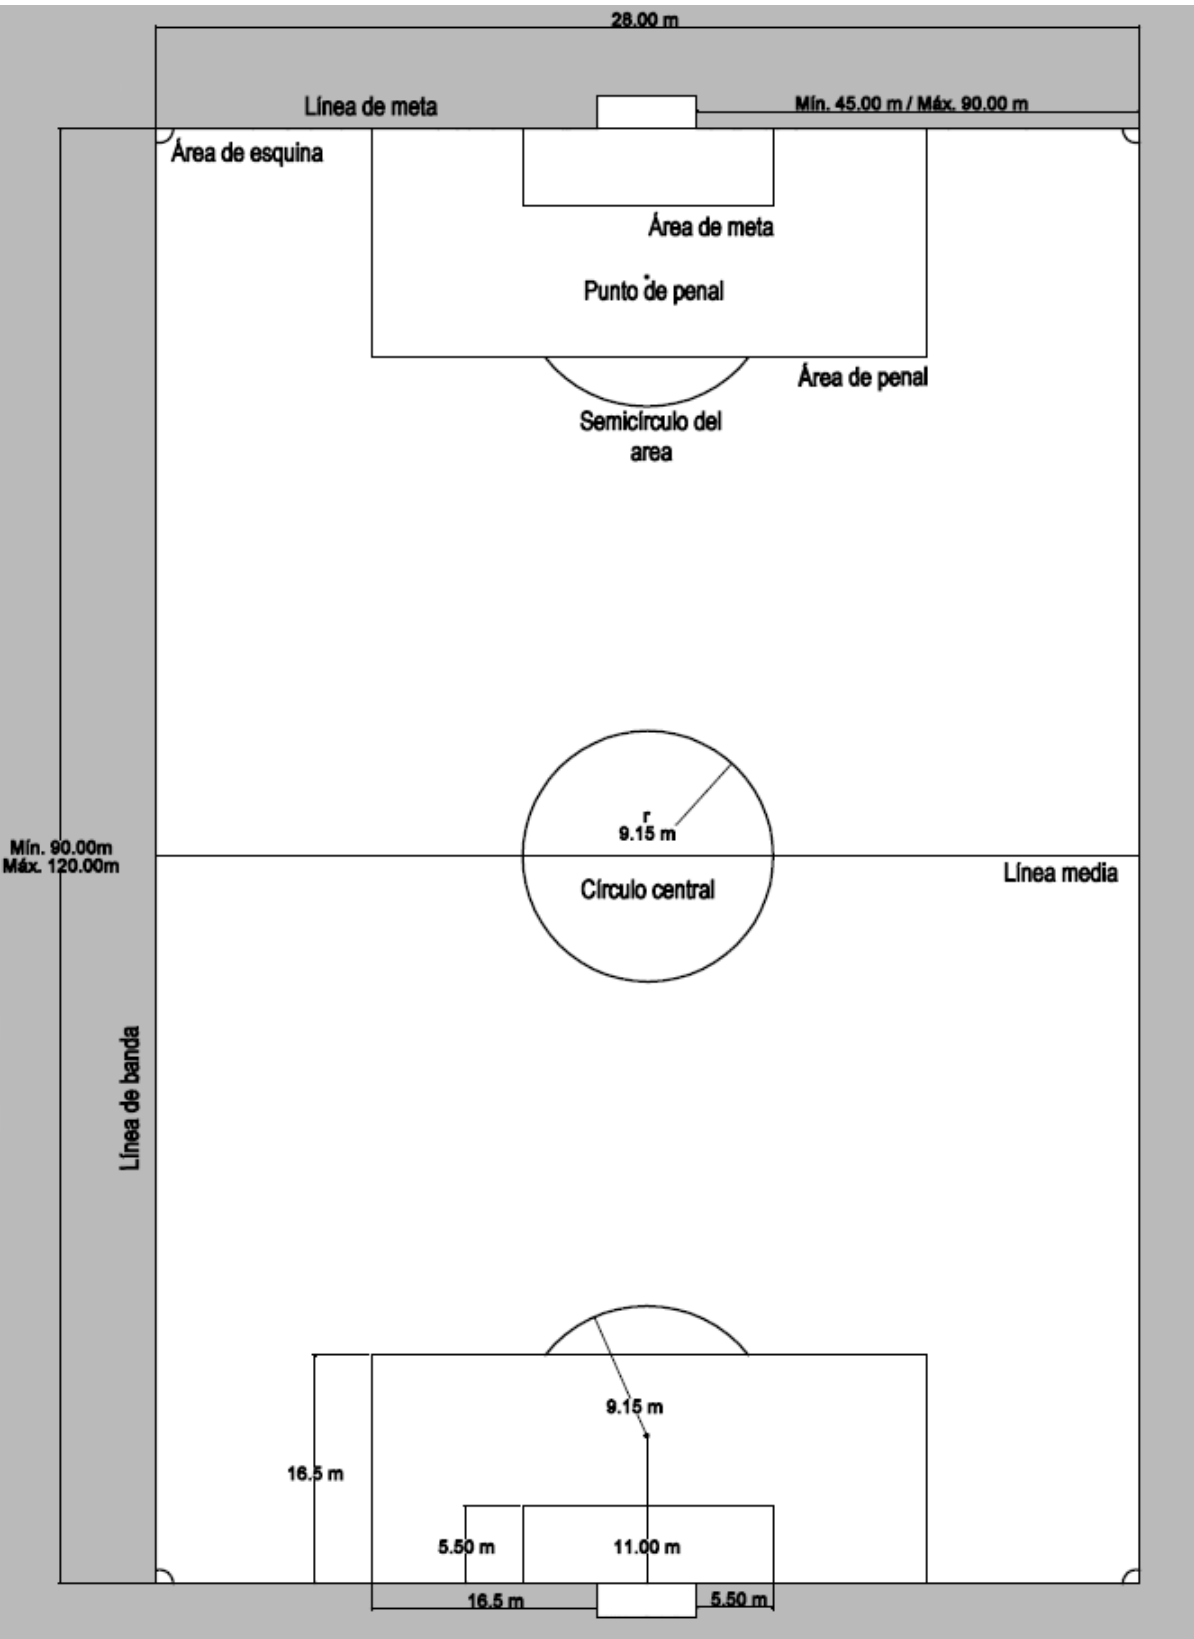 28.00 m
Línea de meta
Mín. 45.00 m / Máx. 90.00 m
Área de esquina
Área de meta
Punto de penal
Área de penal
Semicírculo del
area
r
9.15 m
Mín. 90.00m
Máx. 120.00m
Línea media
Círculo central
Línea de banda
9.15 m
16.5 m
5.50 m
11.00 m
16.5 m
5.50 m